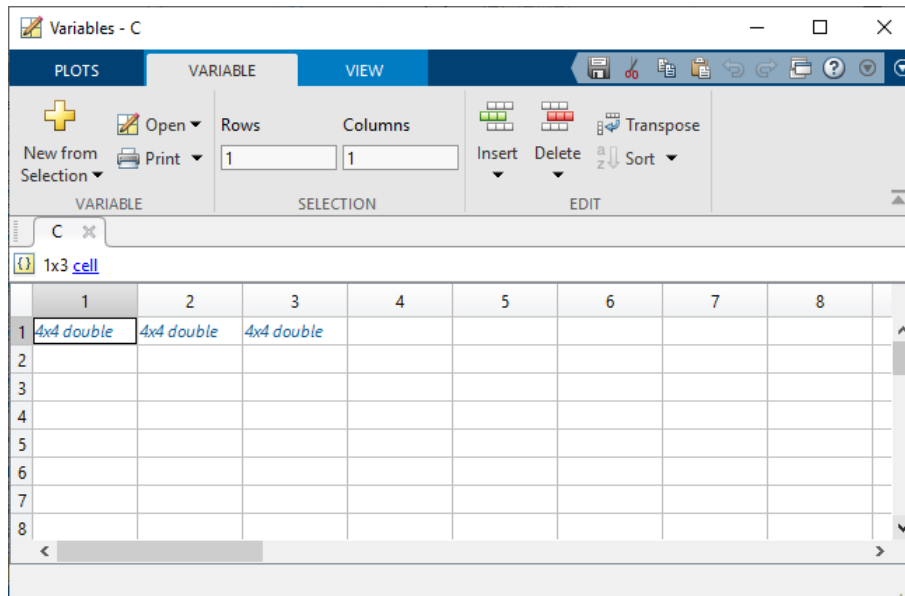 Variables - C
PLOTS VARIABLE VIEW
New from Selection
Open
Print
VARIABLE
Rows Columns
1 1
SELECTION
Insert Delete
Transpose
Sort
EDIT
C
1x3 cell
1 2 3 4 5 6 7 8
1 4x4 double 4x4 double 4x4 double
2
3
4
5
6
7
8